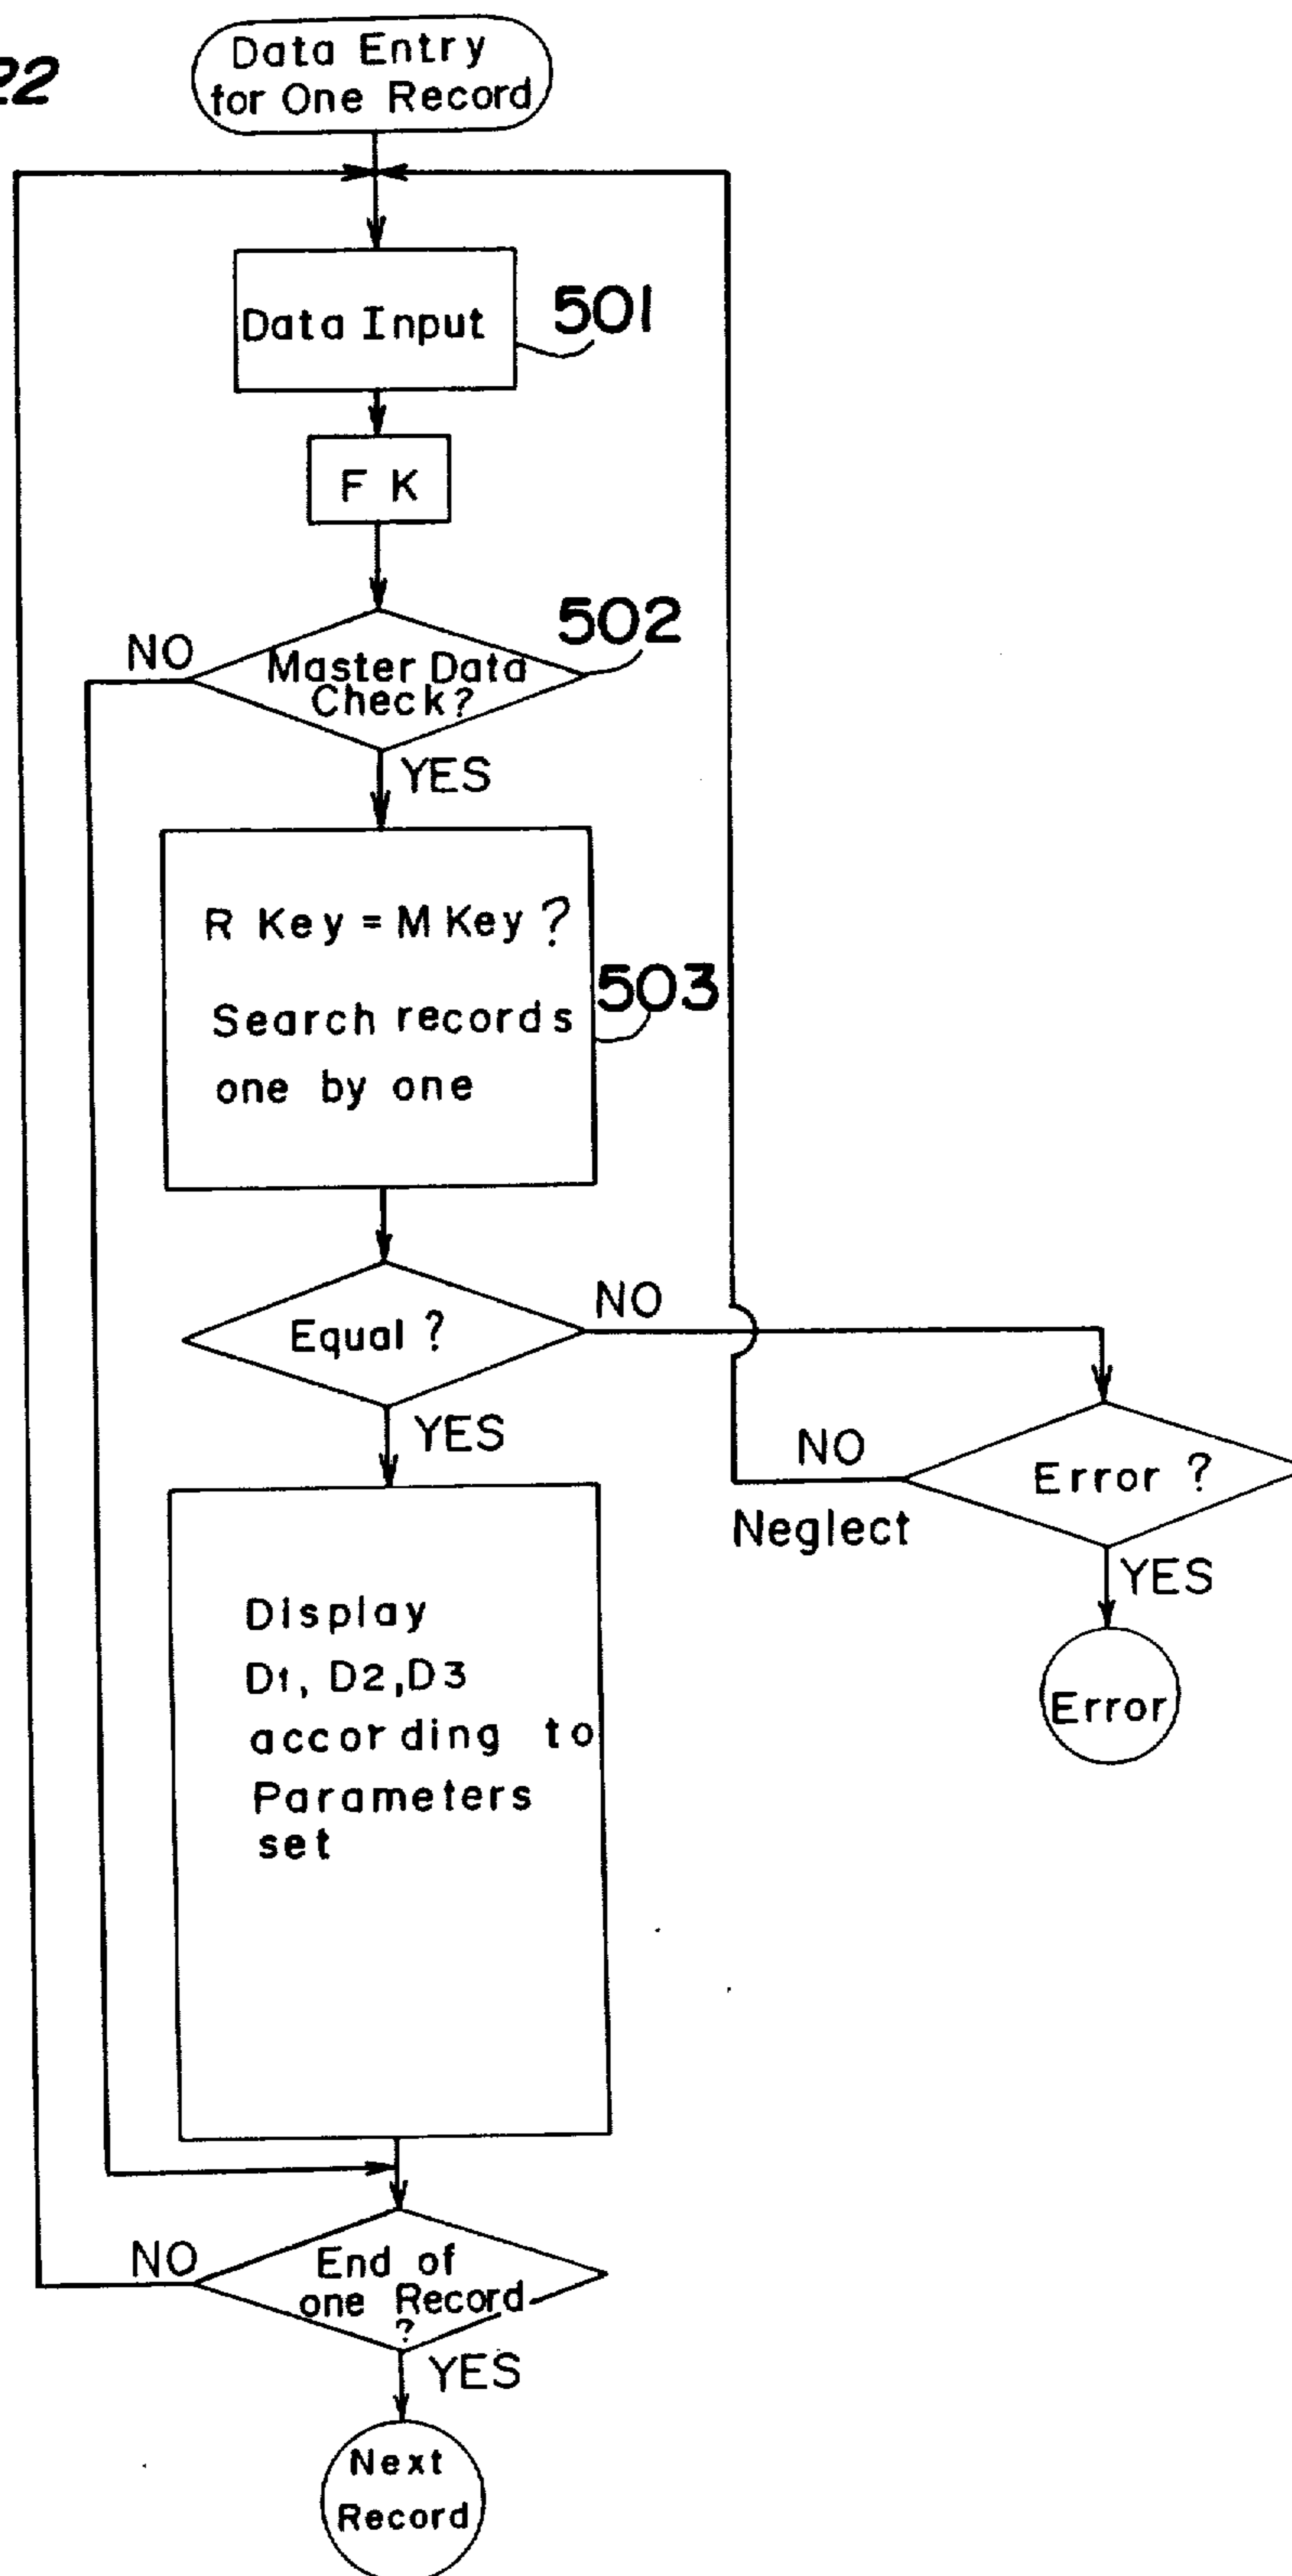 22
Data Entry
for One Record
Data Input
501
F K
502
NO
Master Data
Check?
YES
R Key = M Key ?
503
Search records
one by one
NO
Equal ?
YES
NO
Error ?
Neglect
YES
Display
D1, D2, D3
according to
Parameters
set
Error
NO
End of
one Record
?
YES
Next
Record